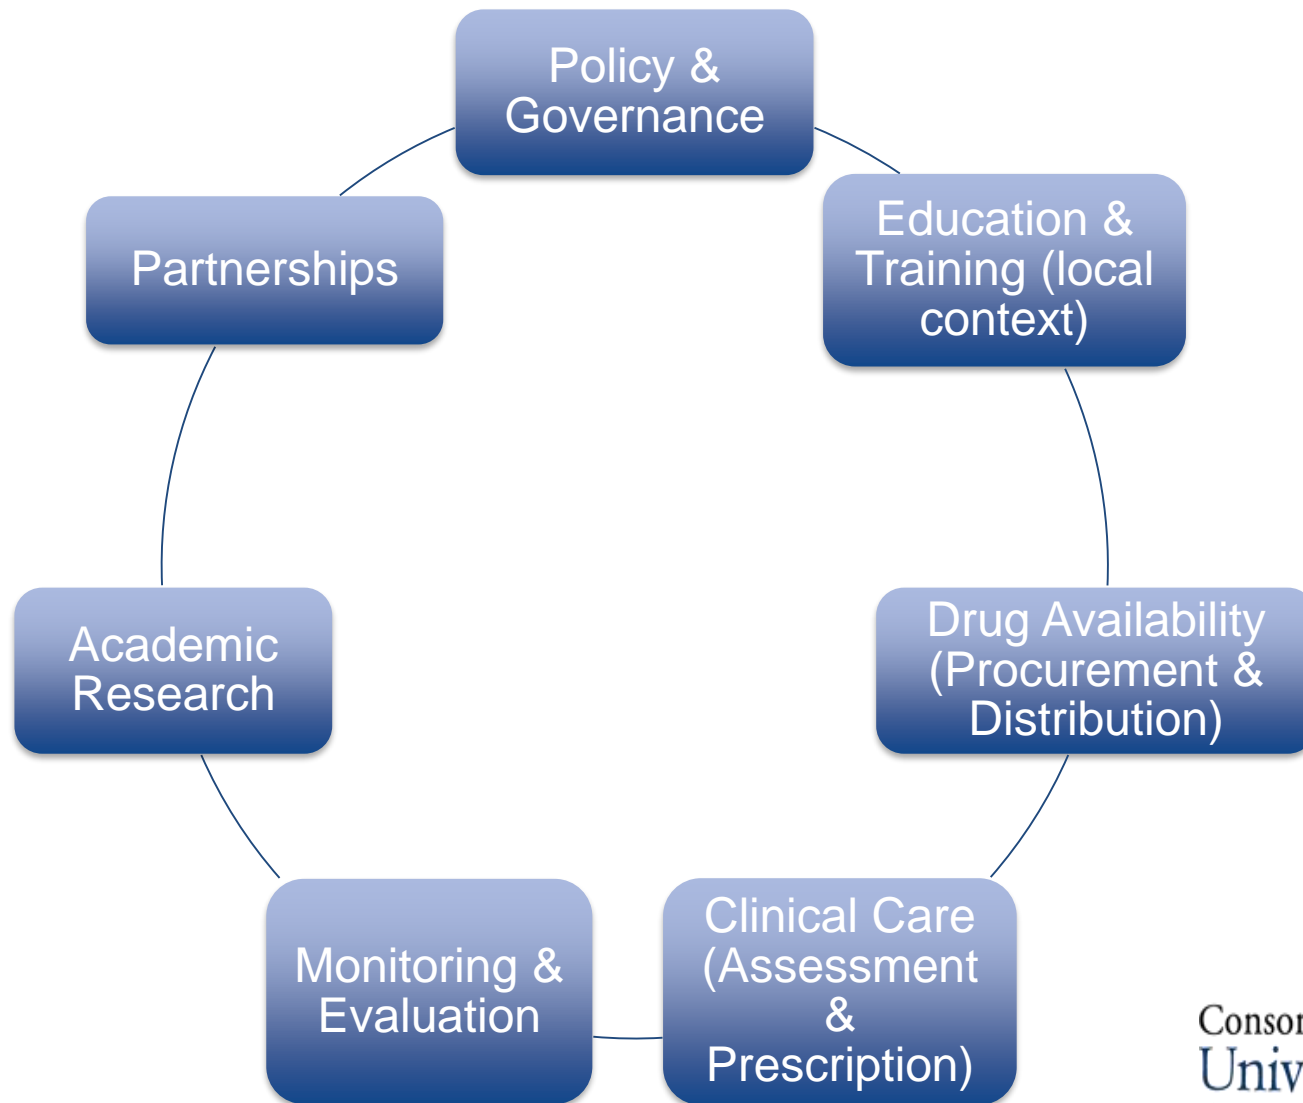 Policy &
Governance
Education &
Training (local
context)
Partnerships
Drug Availability
(Procurement &
Distribution)
Academic
Research
Clinical Care
(Assessment
&
Prescription)
Monitoring &
Evaluation